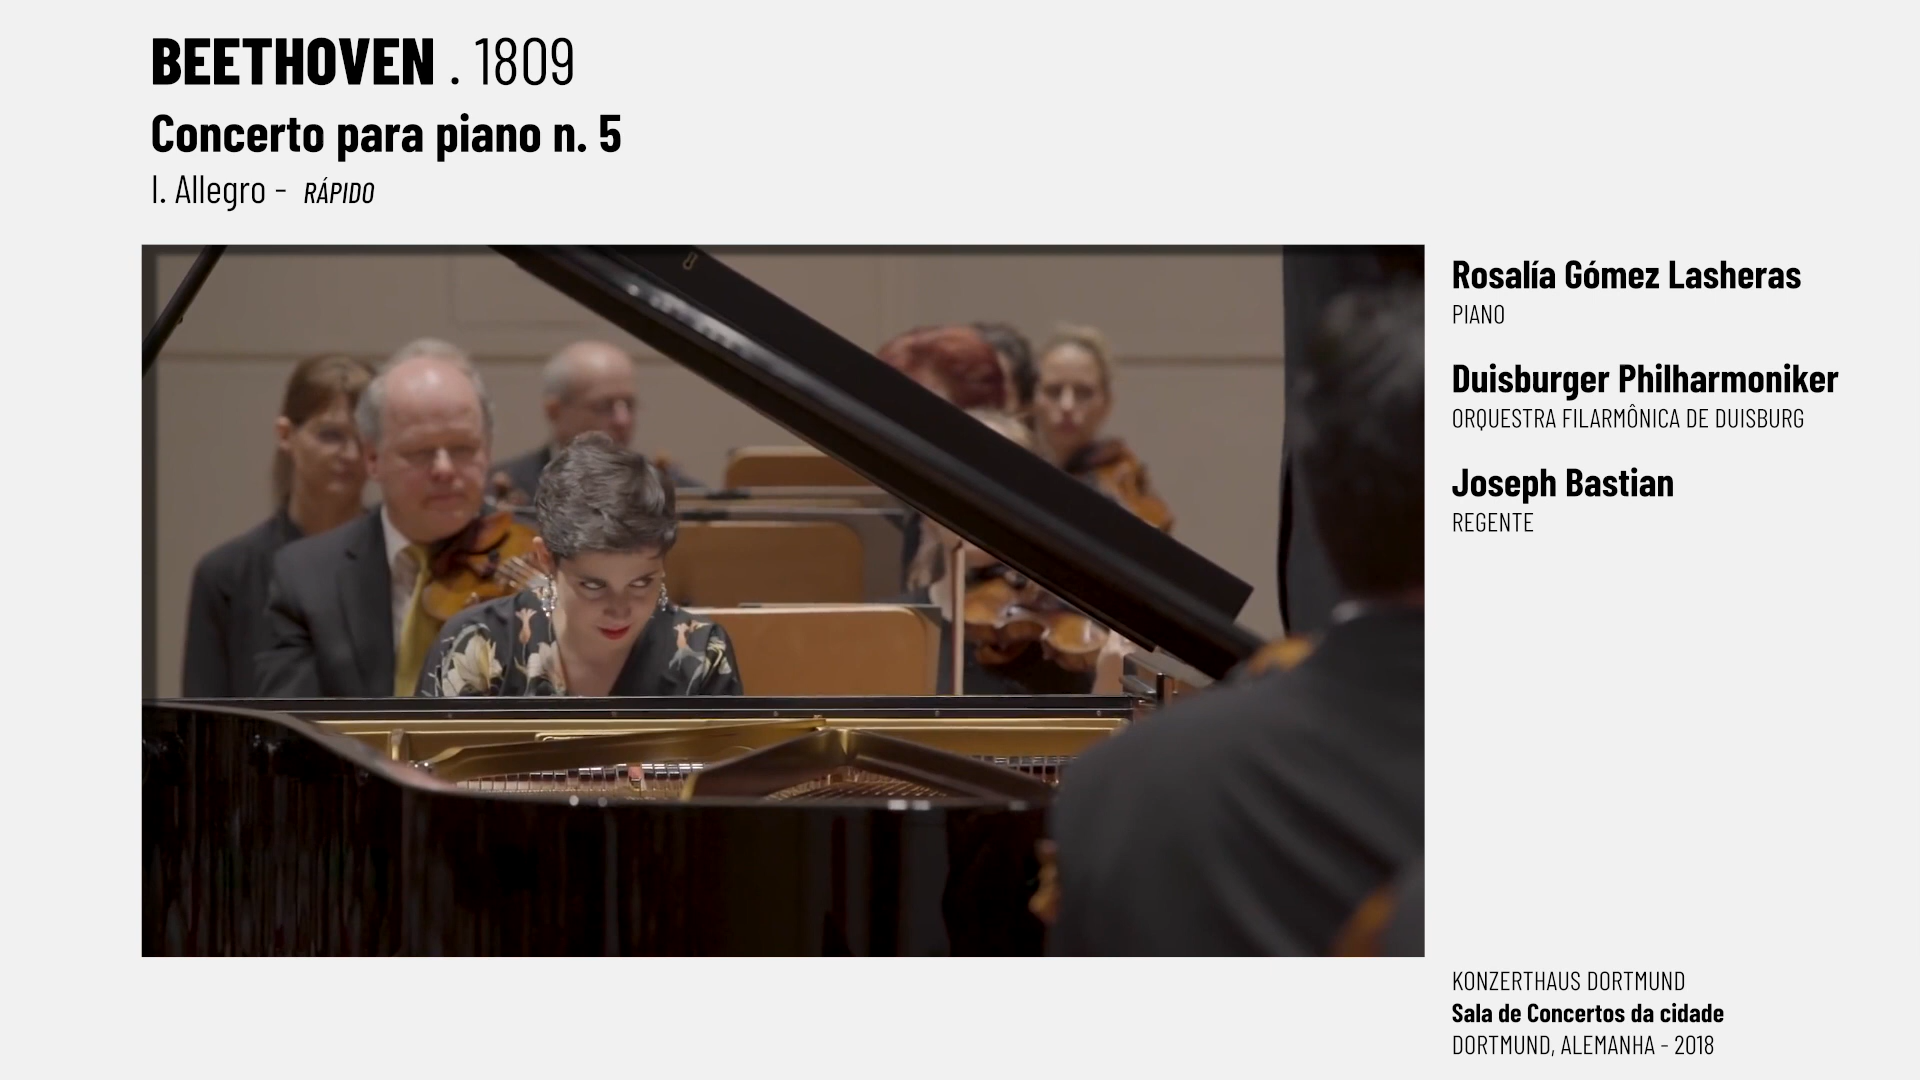 BEETHOVEN . 1809
Concerto para piano n. 5
I. Allegro - RÁPIDO
Rosalía Gómez Lasheras
PIANO
Duisburger Philharmoniker
ORQUESTRA FILARMÔNICA DE DUISBURG
Joseph Bastian
REGENTE
KONZERTHAUS DORTMUND
Sala de Concertos da cidade
DORTMUND, ALEMANHA - 2018